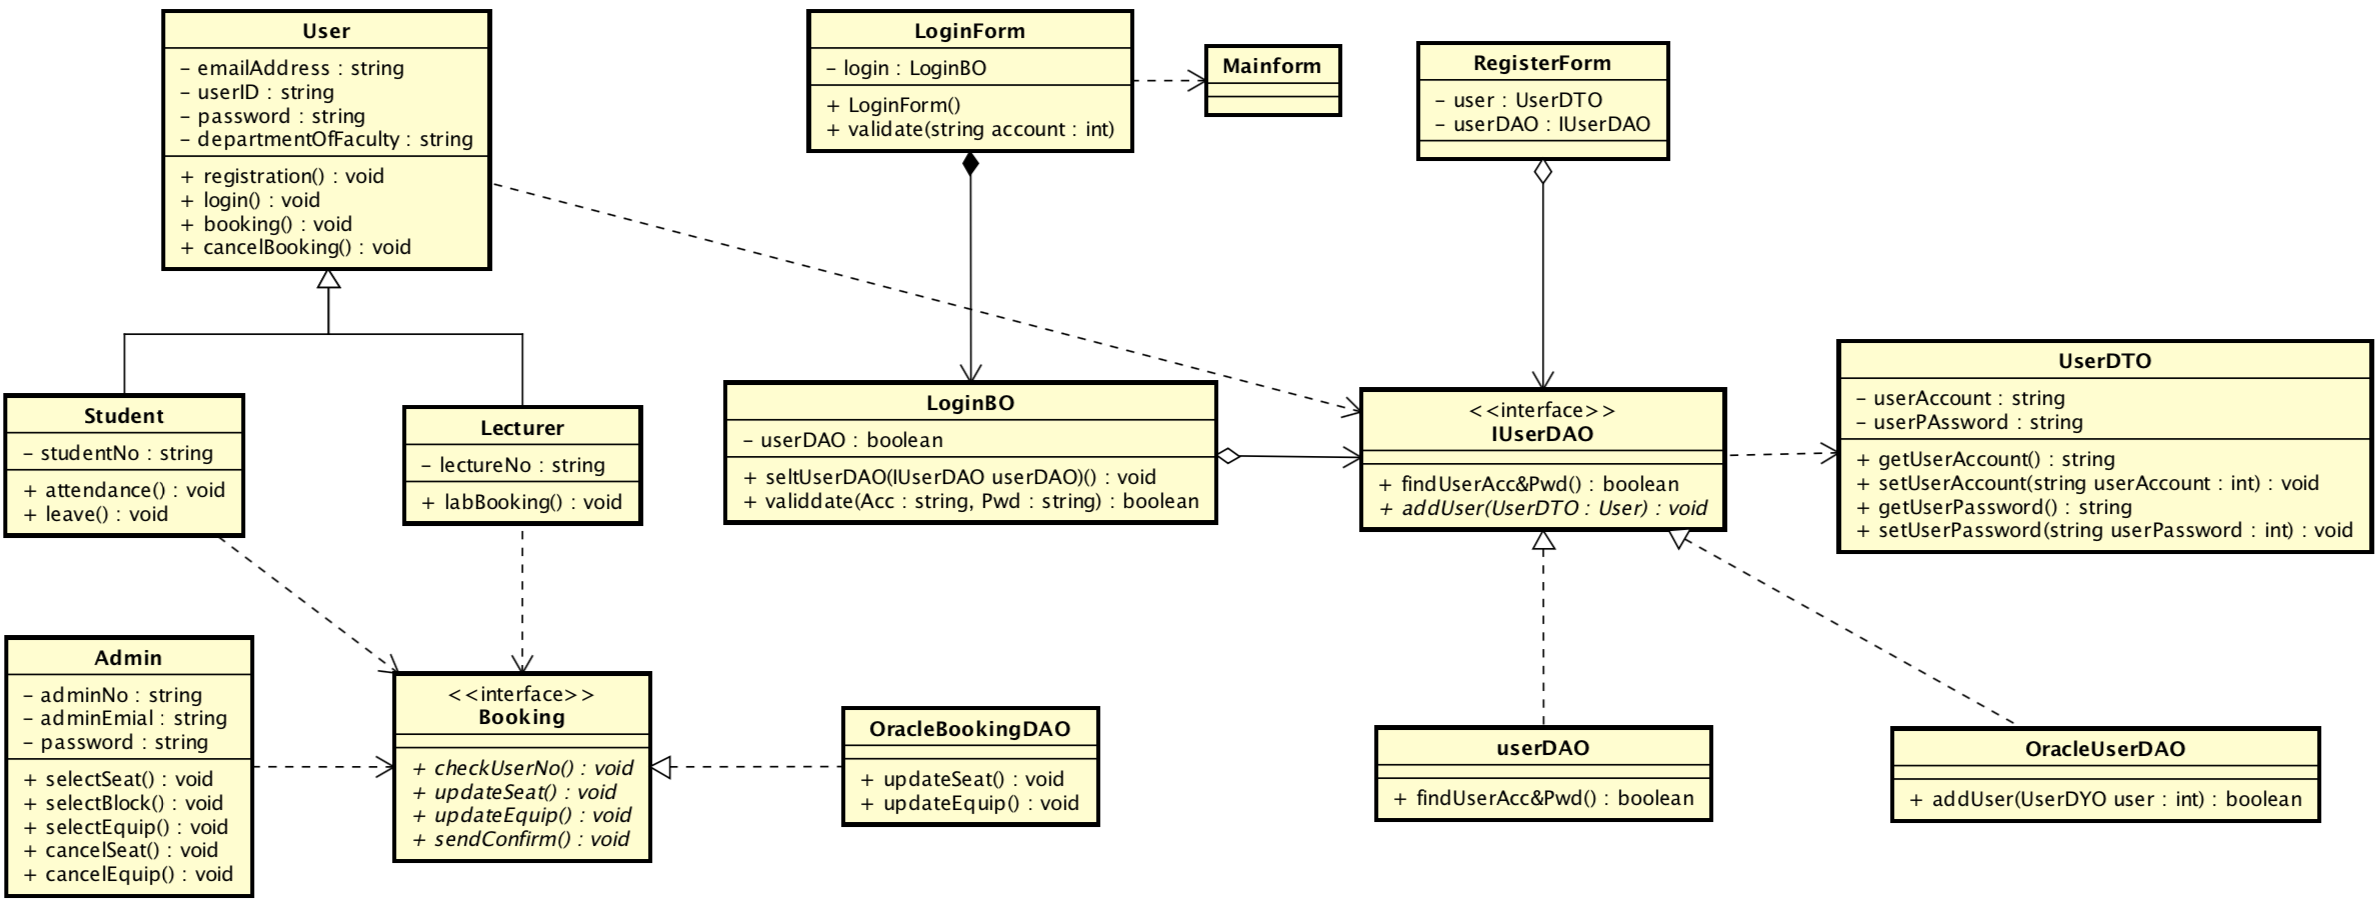 User
– emailAddress : string
– userID : string
– password : string
– departmentOfFaculty : string
+ registration() : void
+ login() : void
+ booking() : void
+ cancelBooking() : void
LoginForm
– login : LoginBO
+ LoginForm()
+ validate(string account : int)
Mainform
RegisterForm
– user : UserDTO
– userDAO : IUserDAO
Student
– studentNo : string
+ attendance() : void
+ leave() : void
Lecturer
– lectureNo : string
+ labBooking() : void
LoginBO
– userDAO : boolean
+ seltUserDAO(IUserDAO userDAO)() : void
+ validdate(Acc : string, Pwd : string) : boolean
<<interface>>
IUserDAO
+ findUserAcc&Pwd() : boolean
+ addUser(UserDTO : User) : void
UserDTO
– userAccount : string
– userPAssword : string
+ getUserAccount() : string
+ setUserAccount(string userAccount : int) : void
+ getUserPassword() : string
+ setUserPassword(string userPassword : int) : void
Admin
– adminNo : string
– adminEmial : string
– password : string
+ selectSeat() : void
+ selectBlock() : void
+ selectEquip() : void
+ cancelSeat() : void
+ cancelEquip() : void
<<interface>>
Booking
+ checkUserNo() : void
+ updateSeat() : void
+ updateEquip() : void
+ sendConfirm() : void
OracleBookingDAO
+ updateSeat() : void
+ updateEquip() : void
userDAO
+ findUserAcc&Pwd() : boolean
OracleUserDAO
+ addUser(UserDYO user : int) : boolean